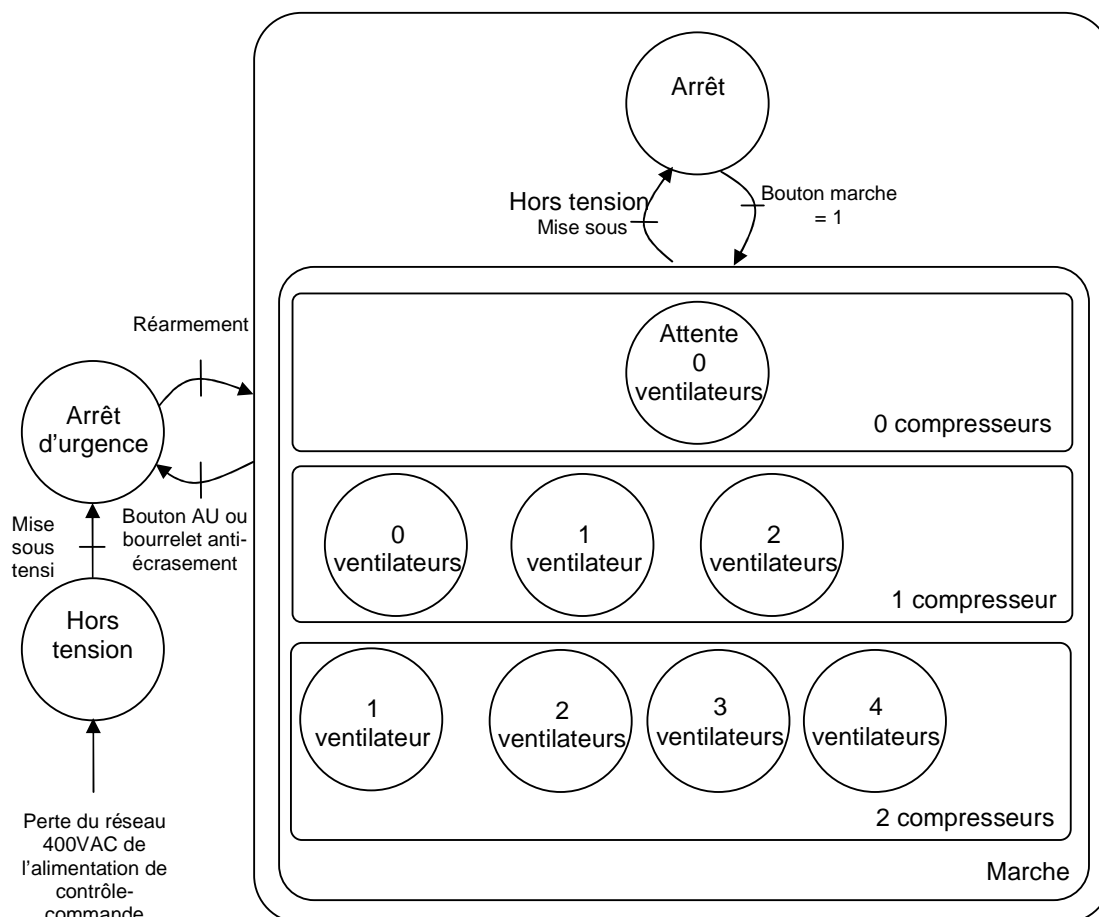 Arrêt
Hors tension
Mise sous
Bouton marche
= 1
Attente
0
ventilateurs
0 compresseurs
Réarmement
Arrêt
d'urgence
Bouton AU ou
bourrelet anti-
écrasement
Mise
sous
tensi
Hors
tension
Perte du réseau
400VAC de
l'alimentation de
contrôle-
commande
0
ventilateurs
1
ventilateur
2
ventilateurs
1 compresseur
1
ventilateur
2
ventilateurs
3
ventilateurs
4
ventilateurs
2 compresseurs
Marche